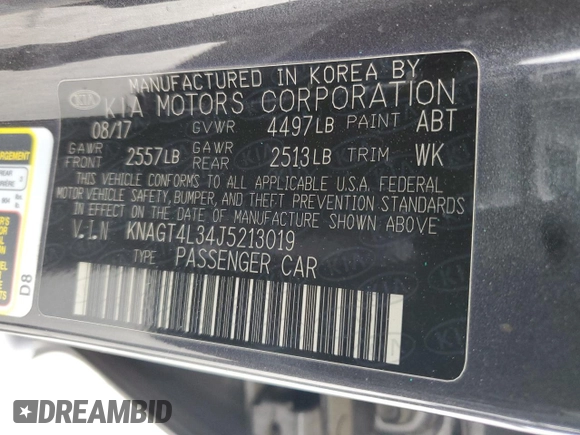 MANUFACTURED IN KOREA BY
KIA KIA MOTORS CORPORATION
08/17 GVWR 4497LB PAINT ABT
GAWR FRONT 2557LB GAWR REAR 2513LB TRIM WK
THIS VEHICLE CONFORMS TO ALL APPLICABLE U.S.A. FEDERAL
MOTOR VEHICLE SAFETY, BUMPER, AND THEFT PREVENTION STANDARDS
IN EFFECT ON THE DATE OF MANUFACTURE SHOWN ABOVE
V.I.N KNAGT4L34J5213019
TYPE PASSENGER CAR
D8
DREAMBID